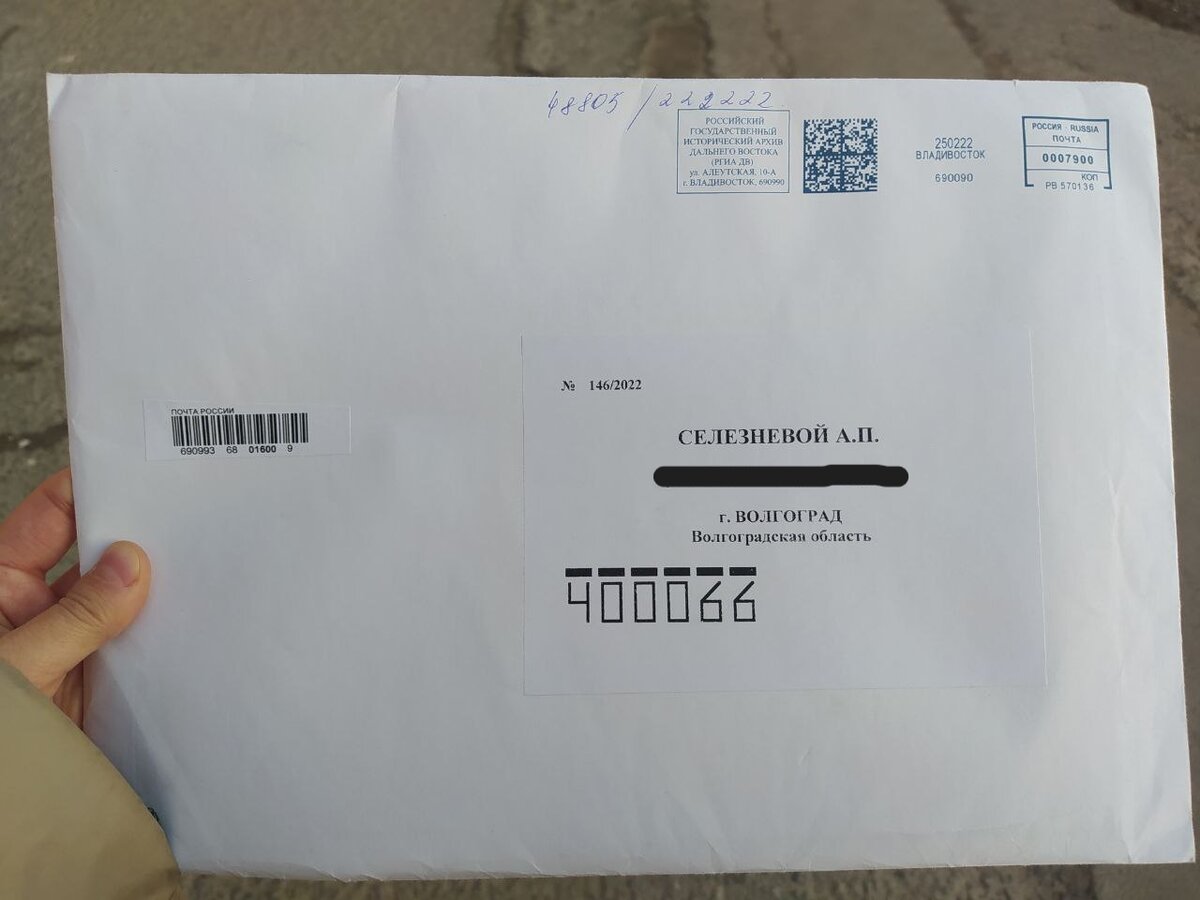 48805 / 222222
РОССИЙСКИЙ
ГОСУДАРСТВЕННЫЙ
ИСТОРИЧЕСКИЙ АРХИВ
ДАЛЬНЕГО ВОСТОКА
(РГИА ДВ)
ул. АЛЕУТСКАЯ, 10-А
г. ВЛАДИВОСТОК, 690990
250222
ВЛАДИВОСТОК
690090
РОССИЯ - RUSSIA
ПОЧТА
0007900
КОП
РВ 570136
№ 146/2022
СЕЛЕЗНЕВОЙ А.П.
г. ВОЛГОГРАД
Волгоградская область
400066
ПОЧТА РОССИИ
690993 68 01600 9